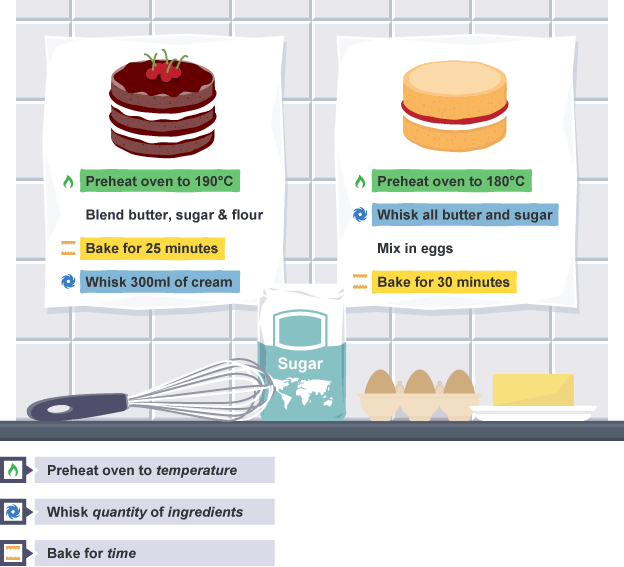 Preheat oven to 190°C
Blend butter, sugar & flour
Bake for 25 minutes
Whisk 300ml of cream
Preheat oven to 180°C
Whisk all butter and sugar
Mix in eggs
Bake for 30 minutes
Sugar
Preheat oven to temperature
Whisk quantity of ingredients
Bake for time